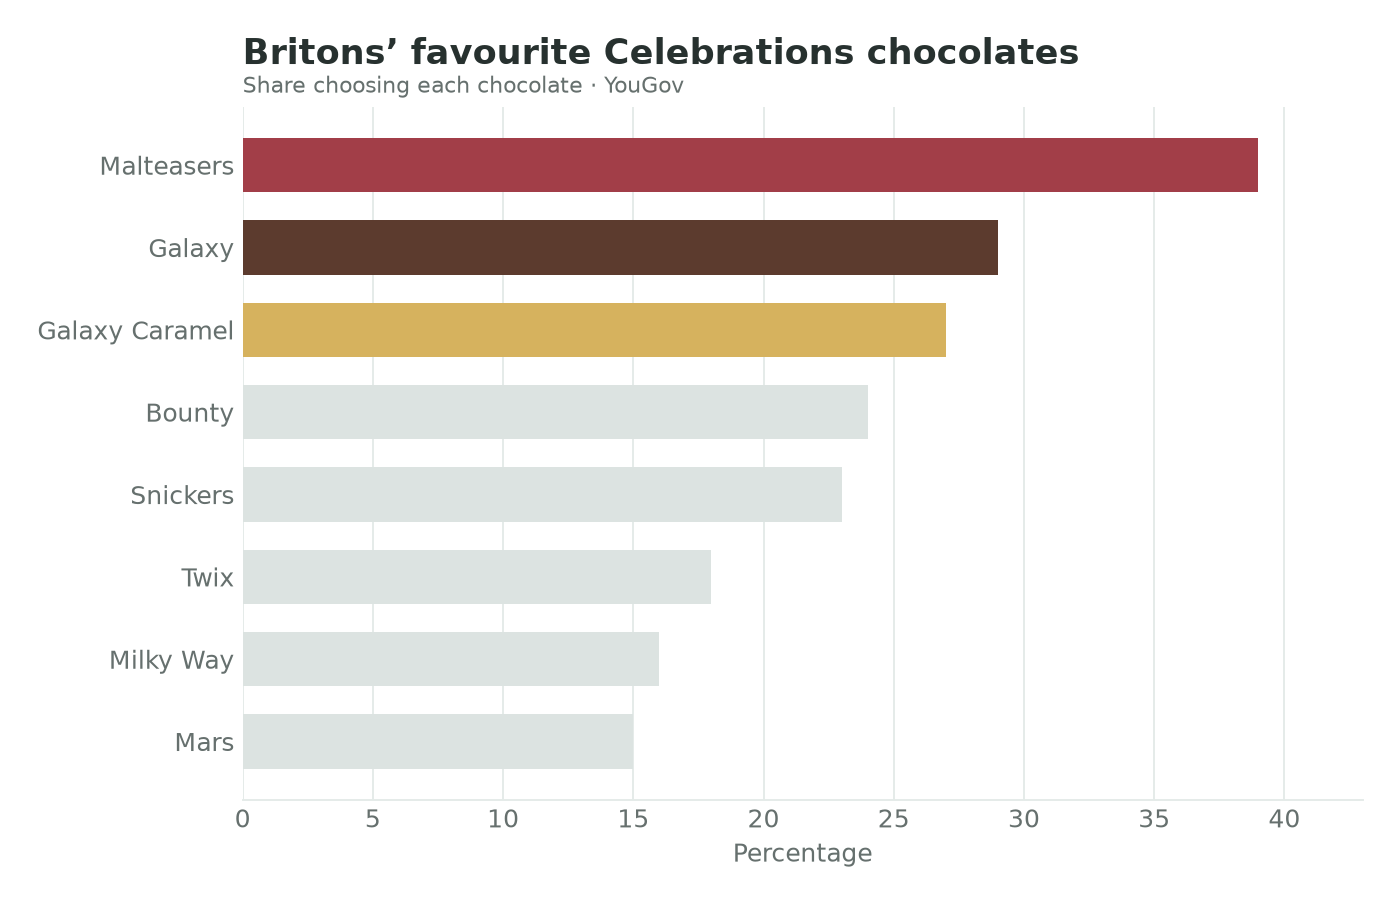 Britons’ favourite Celebrations chocolates
Share choosing each chocolate · YouGov
Malteasers
Galaxy
Galaxy Caramel
Bounty
Snickers
Twix
Milky Way
Mars
0 5 10 15 20 25 30 35 40
Percentage